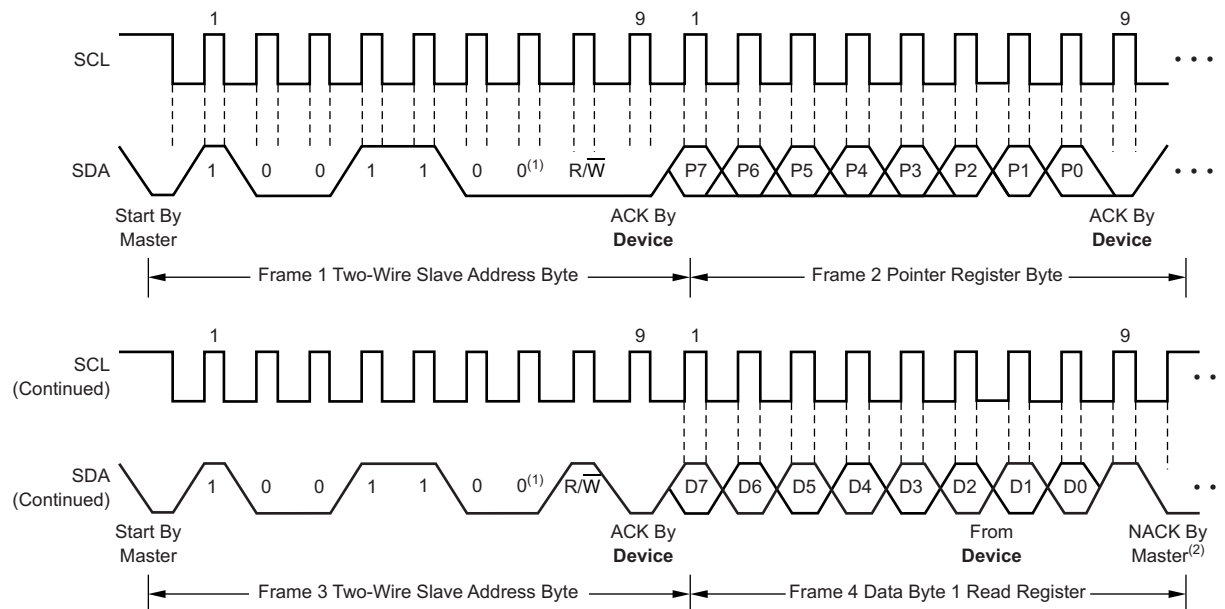 1 9 1 9
SCL
SDA 1 0 0 1 1 0 0(1) R/W̅ P7 P6 P5 P4 P3 P2 P1 P0
Start By
Master
ACK By
Device
ACK By
Device
Frame 1 Two-Wire Slave Address Byte Frame 2 Pointer Register Byte
1 9 1 9
SCL
(Continued)
SDA
(Continued)
1 0 0 1 1 0 0(1) R/W̅ D7 D6 D5 D4 D3 D2 D1 D0
Start By
Master
ACK By
Device
From
Device
NACK By
Master(2)
Frame 3 Two-Wire Slave Address Byte Frame 4 Data Byte 1 Read Register